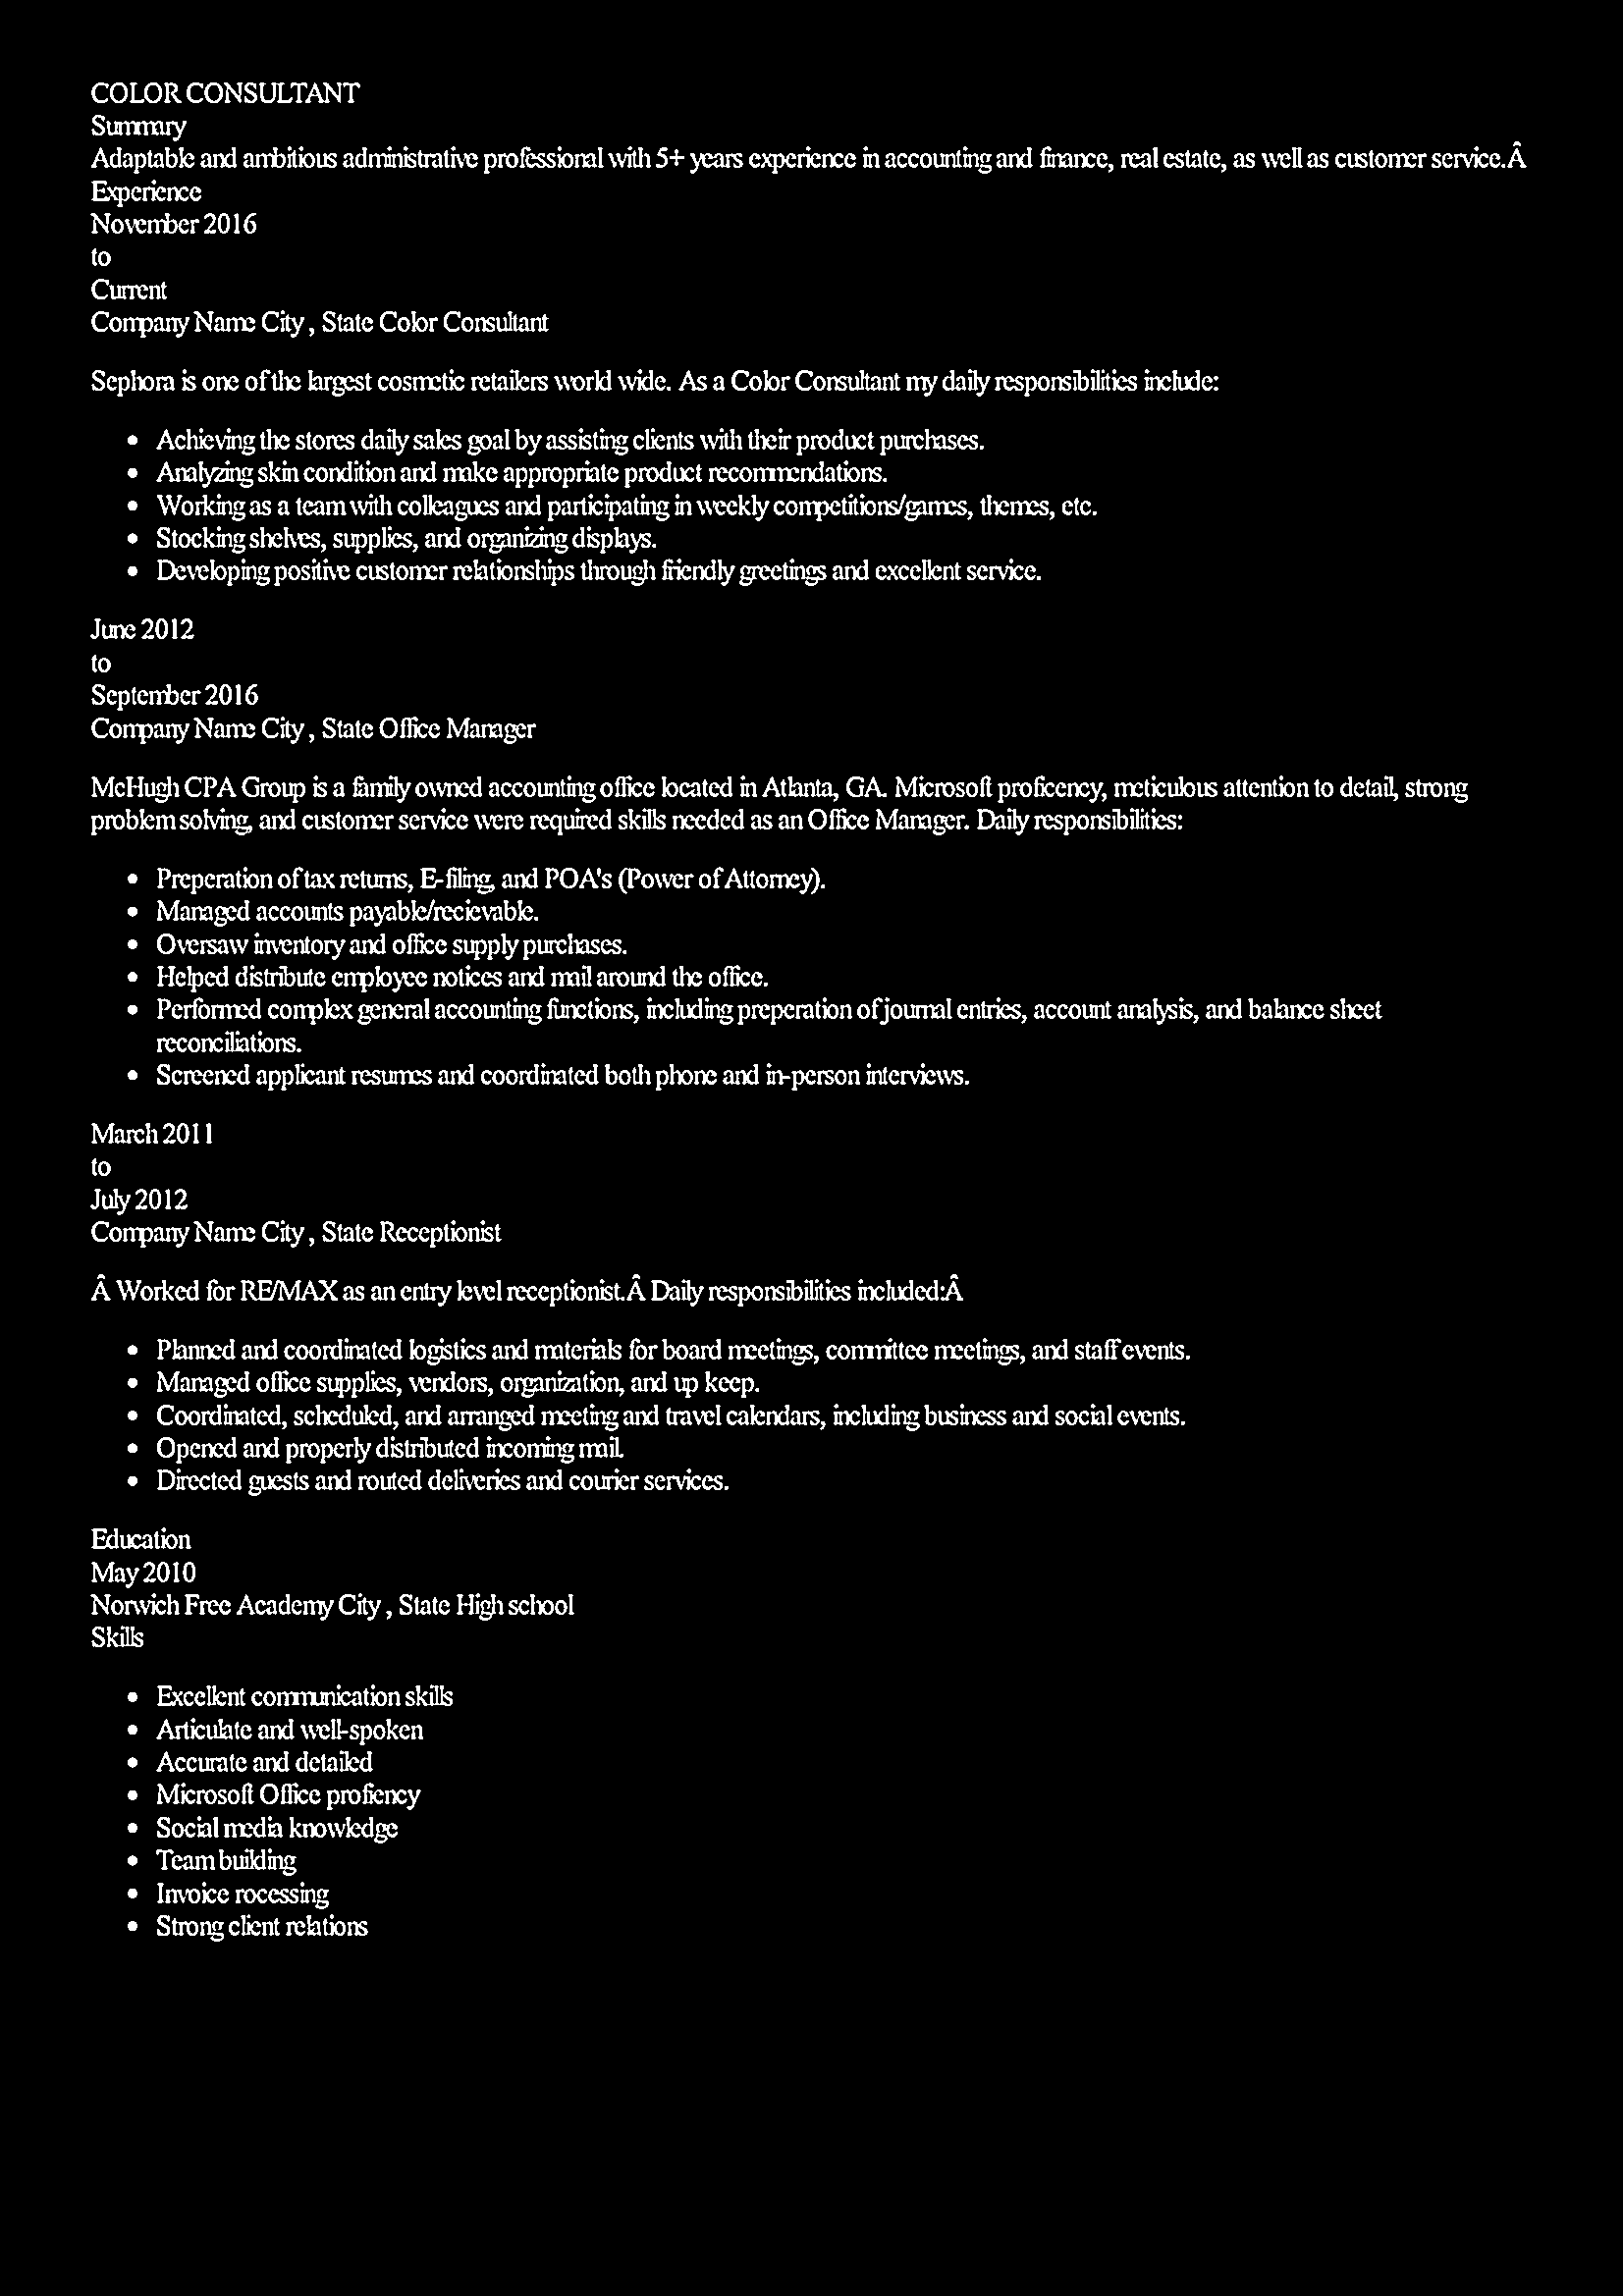 COLOR CONSULTANT
Summary
Adaptable and ambitious administrative professional with 5+ years experience in accounting and finance, real estate, as well as customer service.Â
Experience
November 2016
to
Current
Company Name City , State Color Consultant
Sephora is one of the largest cosmetic retailers world wide. As a Color Consultant my daily responsibilities include:
• Achieving the stores daily sales goal by assisting clients with their product purchases.
• Analyzing skin condition and make appropriate product recommendations.
• Working as a team with colleagues and participating in weekly competitions/games, themes, etc.
• Stocking shelves, supplies, and organizing displays.
• Developing positive customer relationships through friendly greetings and excellent service.
June 2012
to
September 2016
Company Name City , State Office Manager
McHugh CPA Group is a family owned accounting office located in Atlanta, GA. Microsoft proficency, meticulous attention to detail, strong
problem solving, and customer service were required skills needed as an Office Manager. Daily responsibilities:
• Preperation of tax returns, E-filing, and POA's (Power of Attorney).
• Managed accounts payable/recievable.
• Oversaw inventory and office supply purchases.
• Helped distribute employee notices and mail around the office.
• Performed complex general accounting functions, including preperation of journal entries, account analysis, and balance sheet
reconciliations.
• Screened applicant resumes and coordinated both phone and in-person interviews.
March 2011
to
July 2012
Company Name City , State Receptionist
Â Worked for RE/MAX as an entry level receptionist.Â Daily responsibilities included:Â
• Planned and coordinated logistics and materials for board meetings, committee meetings, and staff events.
• Managed office supplies, vendors, organization, and up keep.
• Coordinated, scheduled, and arranged meeting and travel calendars, including business and social events.
• Opened and properly distributed incoming mail.
• Directed guests and routed deliveries and courier services.
Education
May 2010
Norwich Free Academy City , State High school
Skills
• Excellent communication skills
• Articulate and well-spoken
• Accurate and detailed
• Microsoft Office profiency
• Social media knowledge
• Team building
• Invoice rocessing
• Strong client relations